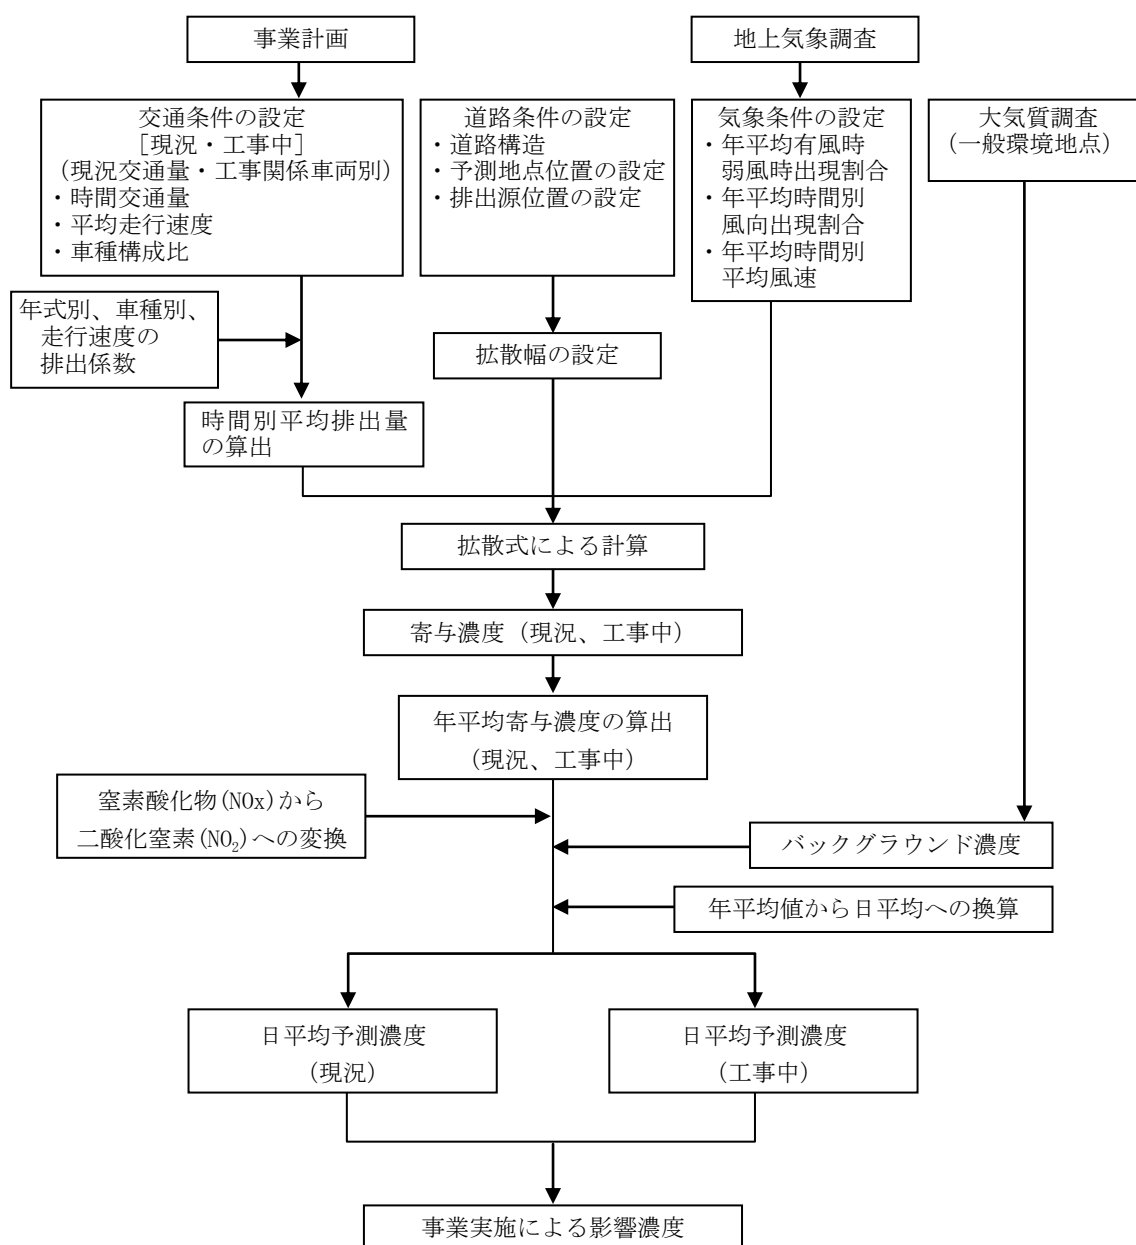 事業計画
地上気象調査
交通条件の設定
[現況・工事中]
(現況交通量・工事関係車両別)
・時間交通量
・平均走行速度
・車種構成比
道路条件の設定
・道路構造
・予測地点位置の設定
・排出源位置の設定
気象条件の設定
・年平均有風時
弱風時出現割合
・年平均時間別
風向出現割合
・年平均時間別
平均風速
大気質調査
(一般環境地点)
年式別、車種別、
走行速度の
排出係数
拡散幅の設定
時間別平均排出量
の算出
拡散式による計算
寄与濃度(現況、工事中)
年平均寄与濃度の算出
(現況、工事中)
窒素酸化物(NOx)から
二酸化窒素(NO₂)への変換
バックグラウンド濃度
年平均値から日平均への換算
日平均予測濃度
(現況)
日平均予測濃度
(工事中)
事業実施による影響濃度